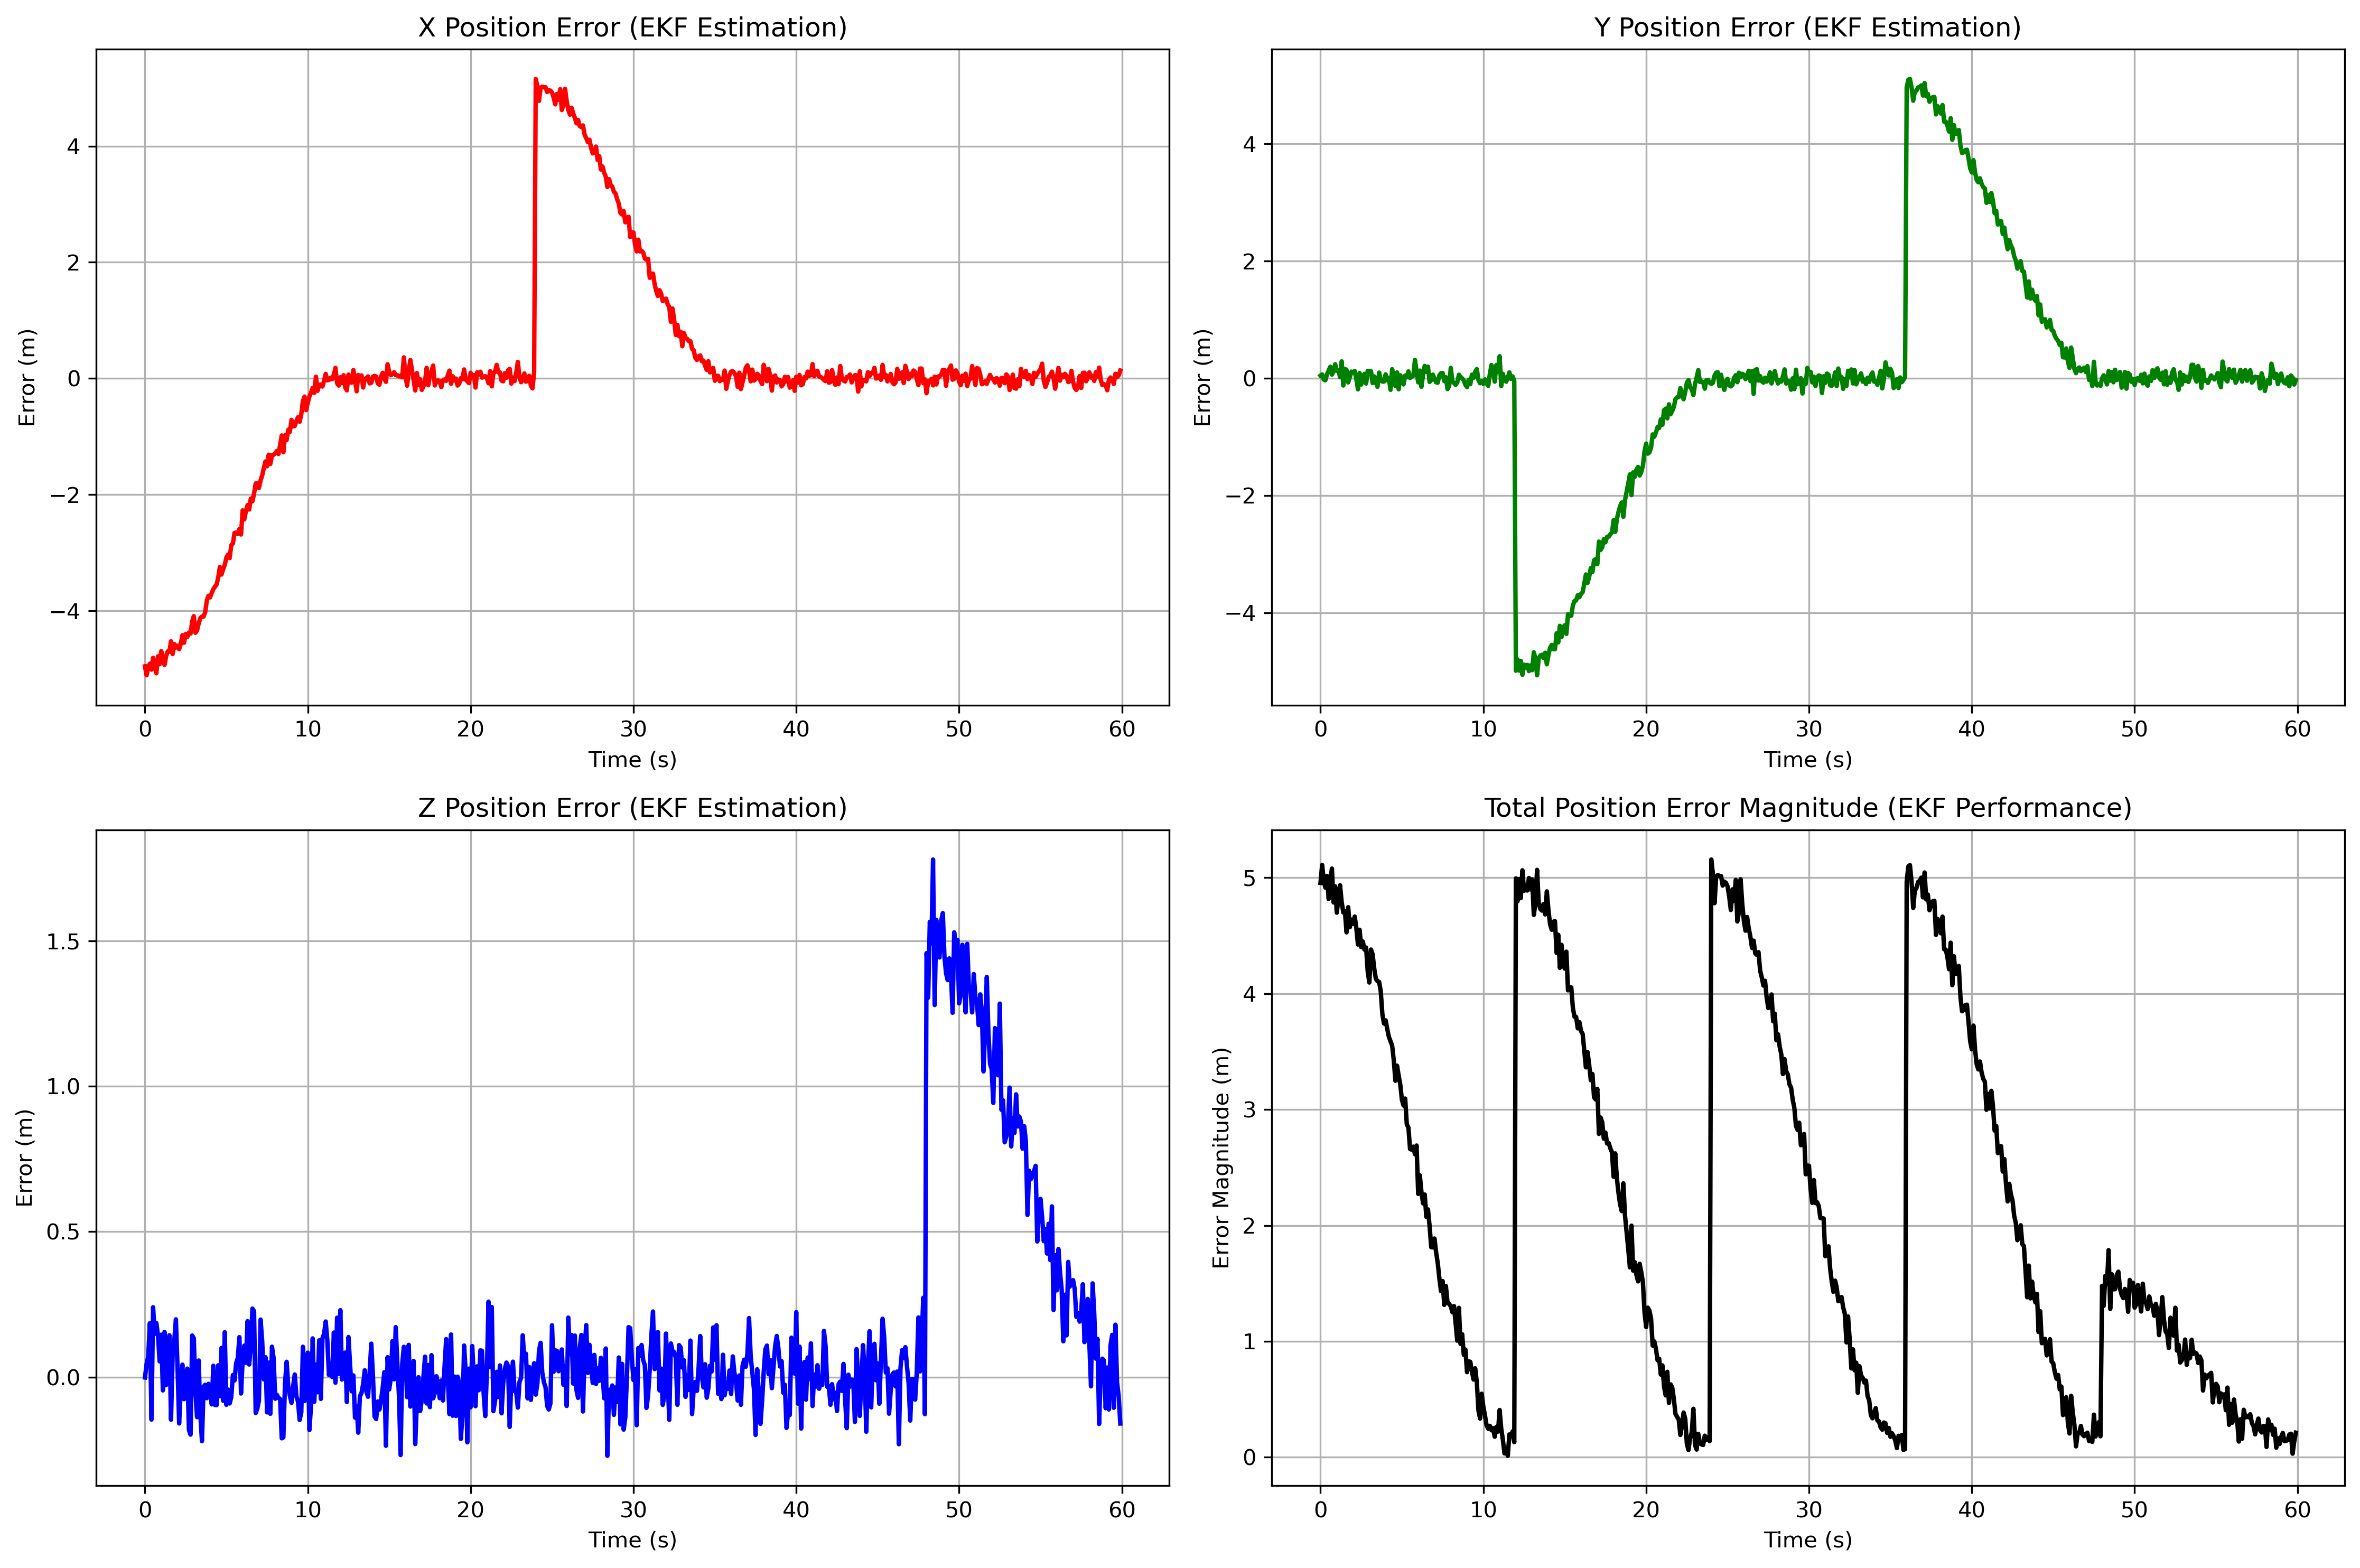 X Position Error (EKF Estimation)
Error (m)
4
2
0
−2
−4
0 10 20 30 40 50 60
Time (s)
Y Position Error (EKF Estimation)
Error (m)
4
2
0
−2
−4
0 10 20 30 40 50 60
Time (s)
Z Position Error (EKF Estimation)
Error (m)
1.5
1.0
0.5
0.0
0 10 20 30 40 50 60
Time (s)
Total Position Error Magnitude (EKF Performance)
Error Magnitude (m)
5
4
3
2
1
0
0 10 20 30 40 50 60
Time (s)